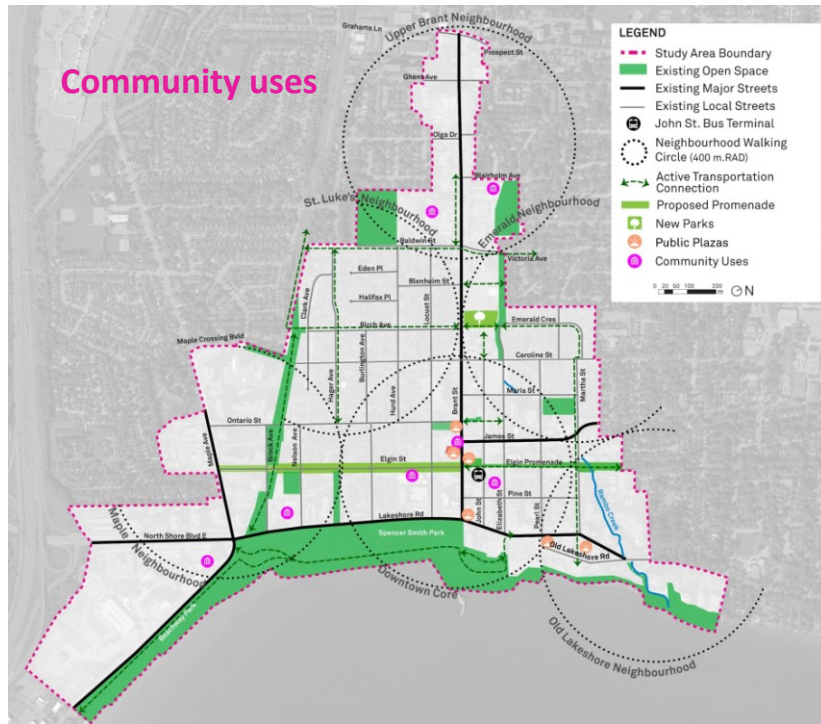 Community uses
LEGEND
Study Area Boundary
Existing Open Space
Existing Major Streets
Existing Local Streets
John St. Bus Terminal
Neighbourhood Walking
Circle (400 m.RAD)
Active Transportation
Connection
Proposed Promenade
New Parks
Public Plazas
Community Uses
0 20 50 100 200
m
N
Upper Brant Neighbourhood
Grahams Ln
Prospect St
Ghent Ave
Olga Dr
Blairholm Ave
St. Luke's Neighbourhood
Emerald Neighbourhood
Baldwin St
Victoria Ave
Eden Pl
Blenheim St
Clark Ave
Halifax Pl
Locust St
Birch Ave
Emerald Cres
Maple Crossing Blvd
Burlington Ave
Caroline St
Hager Ave
Hurd Ave
Brant St
Maria St
Martha St
Ontario St
James St
Maple Ave
Brock Ave
Nelson Ave
Elgin St
Elgin Promenade
Pine St
John St
Elizabeth St
Pearl St
Rambo Creek
Lakeshore Rd
North Shore Blvd E
Spencer Smith Park
Old Lakeshore Rd
Maple Neighbourhood
Downtown Core
Beachway Park
Old Lakeshore Neighbourhood